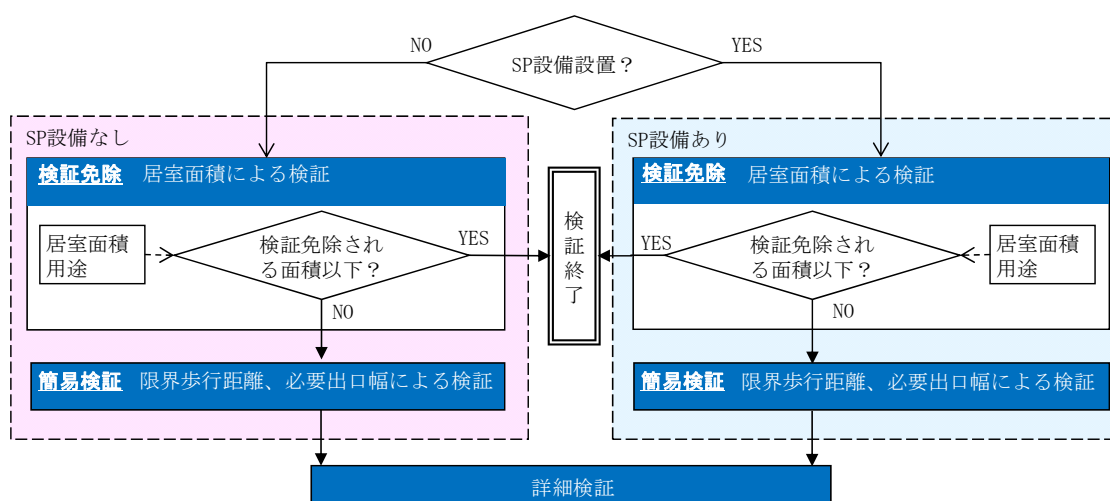 NO
YES
SP設備設置？
SP設備なし
検証免除 居室面積による検証
居室面積
用途
検証免除され
る面積以下？
YES
NO
簡易検証 限界歩行距離、必要出口幅による検証
検証終了
SP設備あり
検証免除 居室面積による検証
YES
検証免除され
る面積以下？
居室面積
用途
NO
簡易検証 限界歩行距離、必要出口幅による検証
詳細検証